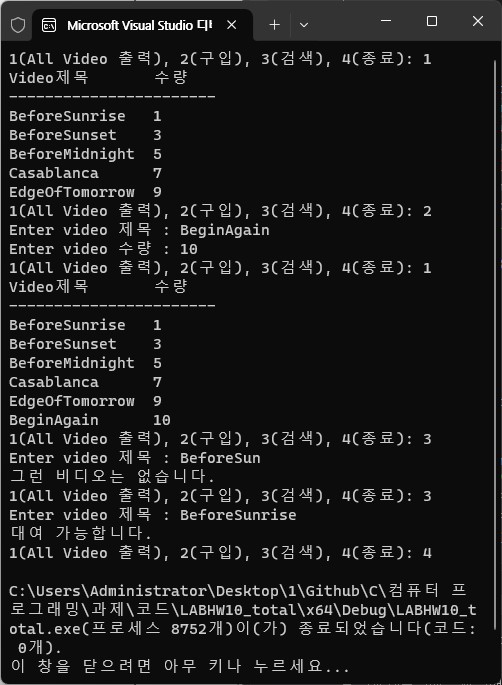 Microsoft Visual Studio 디버
1(All Video 출력), 2(구입), 3(검색), 4(종료): 1
Video제목 수량
-----------------------
BeforeSunrise 1
BeforeSunset 3
BeforeMidnight 5
Casablanca 7
EdgeOfTomorrow 9
1(All Video 출력), 2(구입), 3(검색), 4(종료): 2
Enter video 제목 : BeginAgain
Enter video 수량 : 10
1(All Video 출력), 2(구입), 3(검색), 4(종료): 1
Video제목 수량
-----------------------
BeforeSunrise 1
BeforeSunset 3
BeforeMidnight 5
Casablanca 7
EdgeOfTomorrow 9
BeginAgain 10
1(All Video 출력), 2(구입), 3(검색), 4(종료): 3
Enter video 제목 : BeforeSun
그런 비디오는 없습니다.
1(All Video 출력), 2(구입), 3(검색), 4(종료): 3
Enter video 제목 : BeforeSunrise
대여 가능합니다.
1(All Video 출력), 2(구입), 3(검색), 4(종료): 4
C:\Users\Administrator\Desktop\1\Github\C\컴퓨터 프
로그래밍\과제\코드\LABHW10_total\x64\Debug\LABHW10_t
otal.exe(프로세스 8752개)이(가) 종료되었습니다(코드:
0개).
이 창을 닫으려면 아무 키나 누르세요...